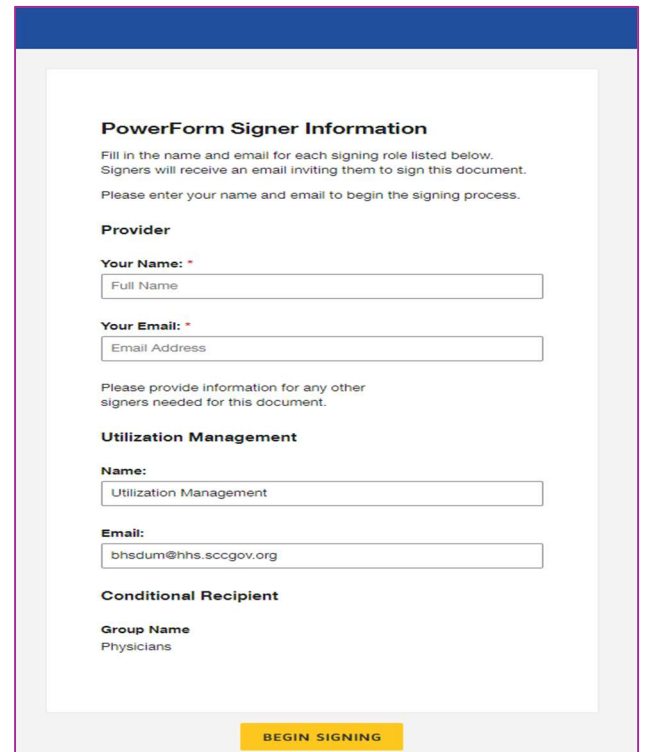 PowerForm Signer Information
Fill in the name and email for each signing role listed below.
Signers will receive an email inviting them to sign this document.
Please enter your name and email to begin the signing process.
Provider
Your Name: *
Full Name
Your Email: *
Email Address
Please provide information for any other
signers needed for this document.
Utilization Management
Name:
Utilization Management
Email:
bhsdum@hhs.sccgov.org
Conditional Recipient
Group Name
Physicians
BEGIN SIGNING